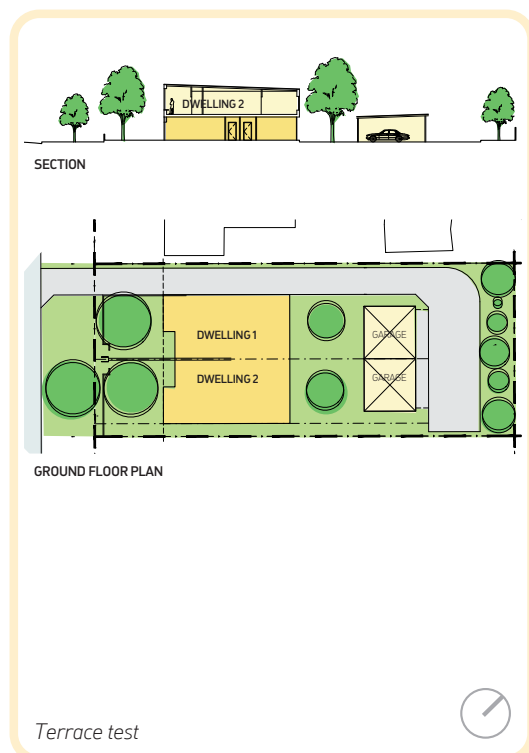 DWELLING 2
SECTION
DWELLING 1
GARAGE
DWELLING 2
GARAGE
GROUND FLOOR PLAN
Terrace test